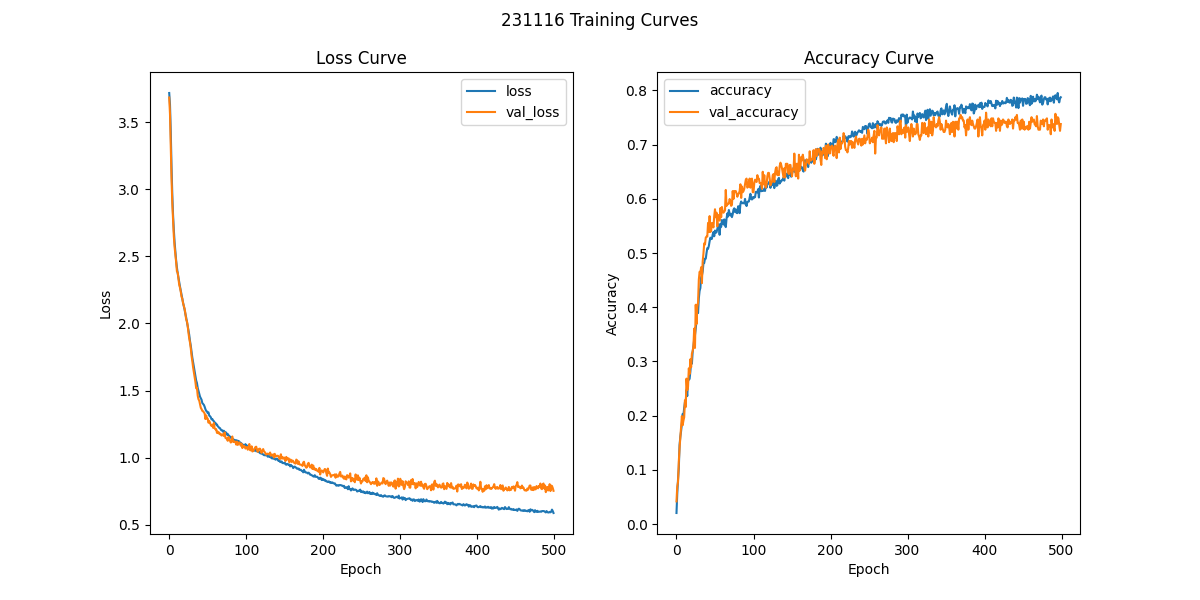 231116 Training Curves
Loss Curve
loss
val_loss
3.5
3.0
2.5
2.0
1.5
1.0
0.5
Loss
0 100 200 300 400 500
Epoch
Accuracy Curve
accuracy
val_accuracy
0.8
0.7
0.6
0.5
0.4
0.3
0.2
0.1
0.0
Accuracy
0 100 200 300 400 500
Epoch